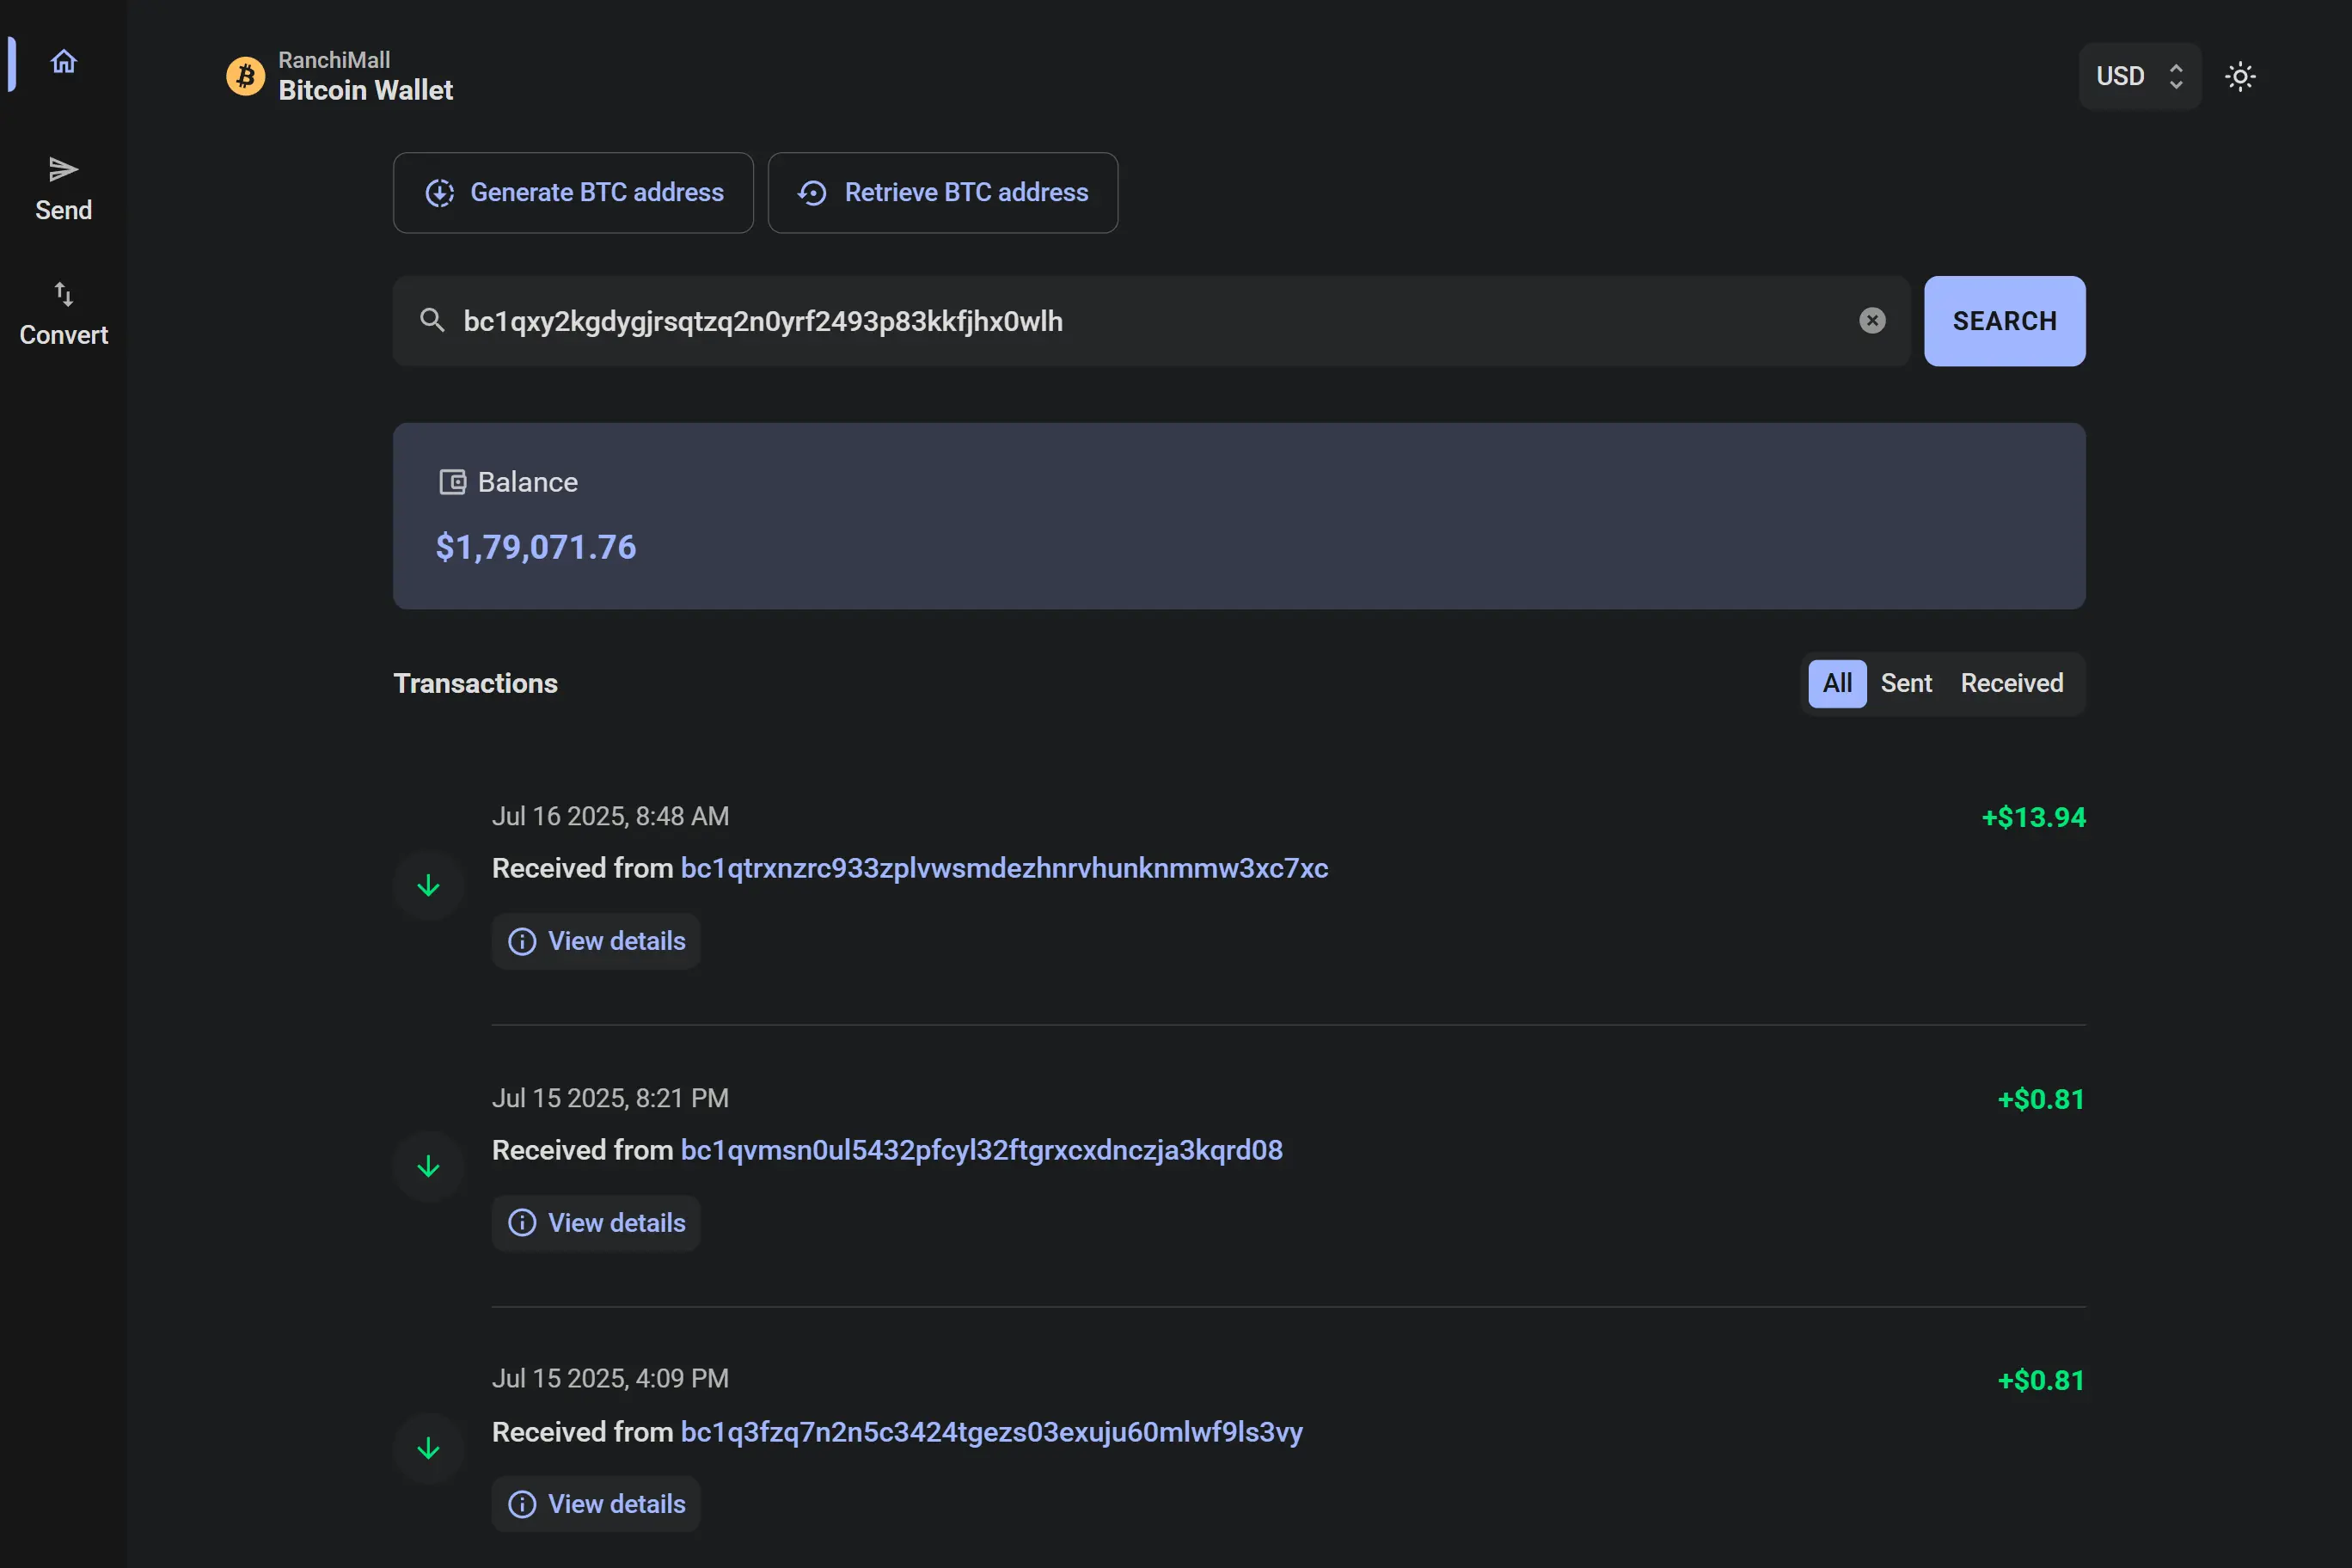 RanchiMall
Bitcoin Wallet
USD
Send
Convert
Generate BTC address
Retrieve BTC address
bc1qxy2kgdygjrsqtzq2n0yrf2493p83kkfjhx0wlh
SEARCH
Balance
$1,79,071.76
Transactions
All Sent Received
Jul 16 2025, 8:48 AM
+$13.94
Received from bc1qtrxnzrc933zplvwsmdezhnrvhunknmmw3xc7xc
View details
Jul 15 2025, 8:21 PM
+$0.81
Received from bc1qvmsn0ul5432pfcyl32ftgrxcxdnczja3kqrd08
View details
Jul 15 2025, 4:09 PM
+$0.81
Received from bc1q3fzq7n2n5c3424tgezs03exuju60mlwf9ls3vy
View details